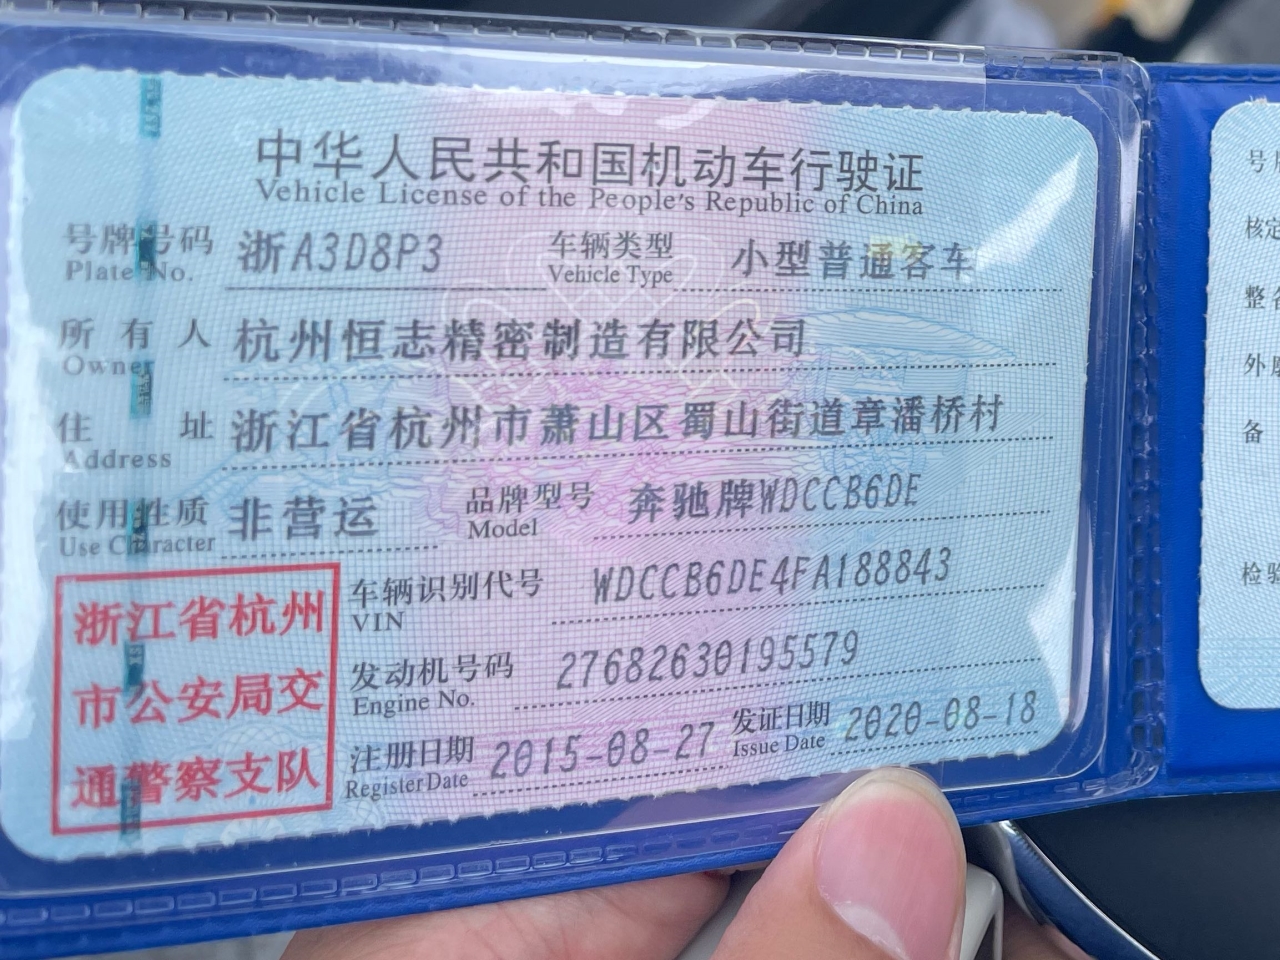 中华人民共和国机动车行驶证
Vehicle License of the People's Republic of China
号牌号码 浙A3D8P3 车辆类型 小型普通客车
Plate No. Vehicle Type
所有人 杭州恒志精密制造有限公司
Owner
住址 浙江省杭州市萧山区蜀山街道章潘桥村
Address
使用性质 非营运 品牌型号 奔驰牌WDCCB6DE
Use Character Model
浙江省杭州
市公安局交
通警察支队
车辆识别代号 WDCCB6DE4FA188843
VIN
发动机号码 27682630195579
Engine No.
注册日期 2015-08-27 发证日期 2020-08-18
Register Date Issue Date
号
核定
整
外
备
检验